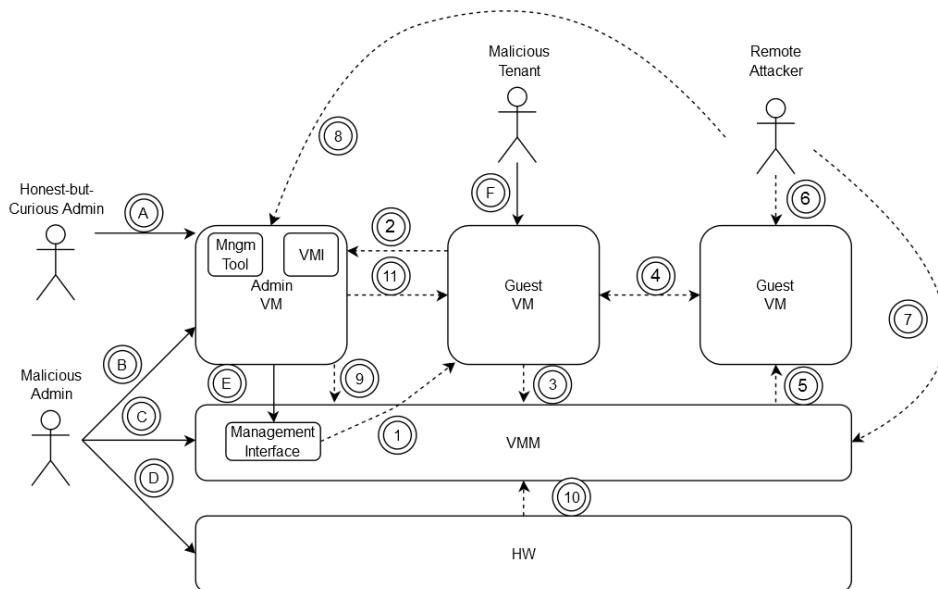 Malicious
Tenant
Remote
Attacker
8
Honest-but-
Curious Admin
A
F
6
Mngm
Tool
VMI
Admin
VM
2
11
Guest
VM
4
Guest
VM
7
B
Malicious
Admin
E
9
3
5
C
Management
Interface
1
VMM
D
10
HW